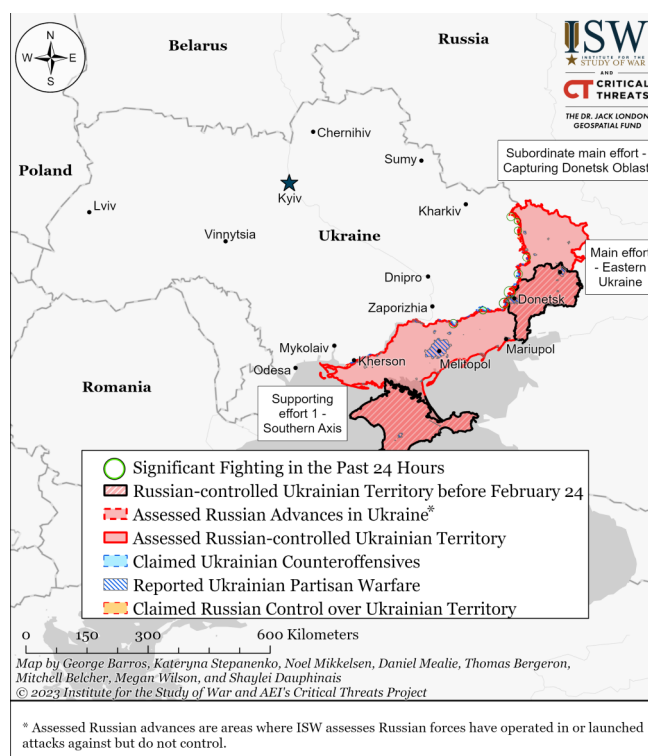 Belarus
Russia
N
W
E
S
ISW
INSTITUTE FOR THE
STUDY OF WAR
AND
CT CRITICAL
THREATS
THE DR. JACK LONDON
GEOSPATIAL FUND
Chernihiv
Sumy
Subordinate main effort -
Capturing Donetsk Oblast
Poland
Kyiv
Lviv
Kharkiv
Vinnytsia
Ukraine
Main effort
- Eastern
Ukraine
Dnipro
Donetsk
Zaporizhia
Mykolaiv
Mariupol
Kherson
Melitopol
Odesa
Romania
Supporting
effort 1 -
Southern Axis
Significant Fighting in the Past 24 Hours
Russian-controlled Ukrainian Territory before February 24
Assessed Russian Advances in Ukraine*
Assessed Russian-controlled Ukrainian Territory
Claimed Ukrainian Counteroffensives
Reported Ukrainian Partisan Warfare
Claimed Russian Control over Ukrainian Territory
0 150 300 600 Kilometers
Map by George Barros, Kateryna Stepanenko, Noel Mikkelsen, Daniel Mealie, Thomas Bergeron,
Mitchell Belcher, Megan Wilson, and Shaylei Dauphinais
© 2023 Institute for the Study of War and AEI's Critical Threats Project
* Assessed Russian advances are areas where ISW assesses Russian forces have operated in or launched
attacks against but do not control.